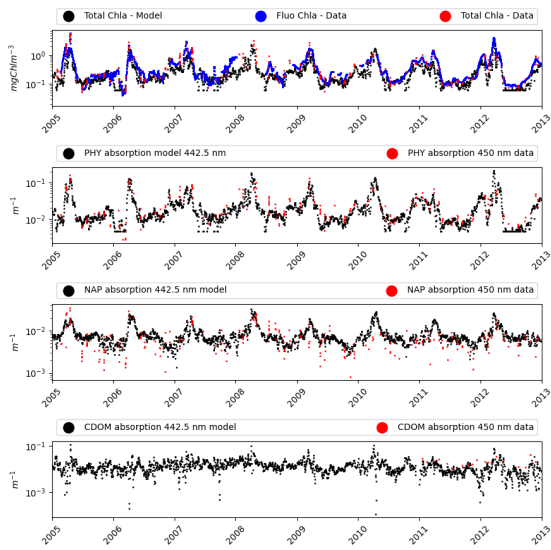 Total Chla - Model Fluo Chla - Data Total Chla - Data
mgChlm⁻³
10⁰
10⁻¹
2005 2006 2007 2008 2009 2010 2011 2012 2013
PHY absorption model 442.5 nm PHY absorption 450 nm data
m⁻¹
10⁻¹
10⁻²
2005 2006 2007 2008 2009 2010 2011 2012 2013
NAP absorption 442.5 nm model NAP absorption 450 nm data
m⁻¹
10⁻²
10⁻³
2005 2006 2007 2008 2009 2010 2011 2012 2013
CDOM absorption 442.5 nm model CDOM absorption 450 nm data
m⁻¹
10⁻¹
10⁻³
2005 2006 2007 2008 2009 2010 2011 2012 2013